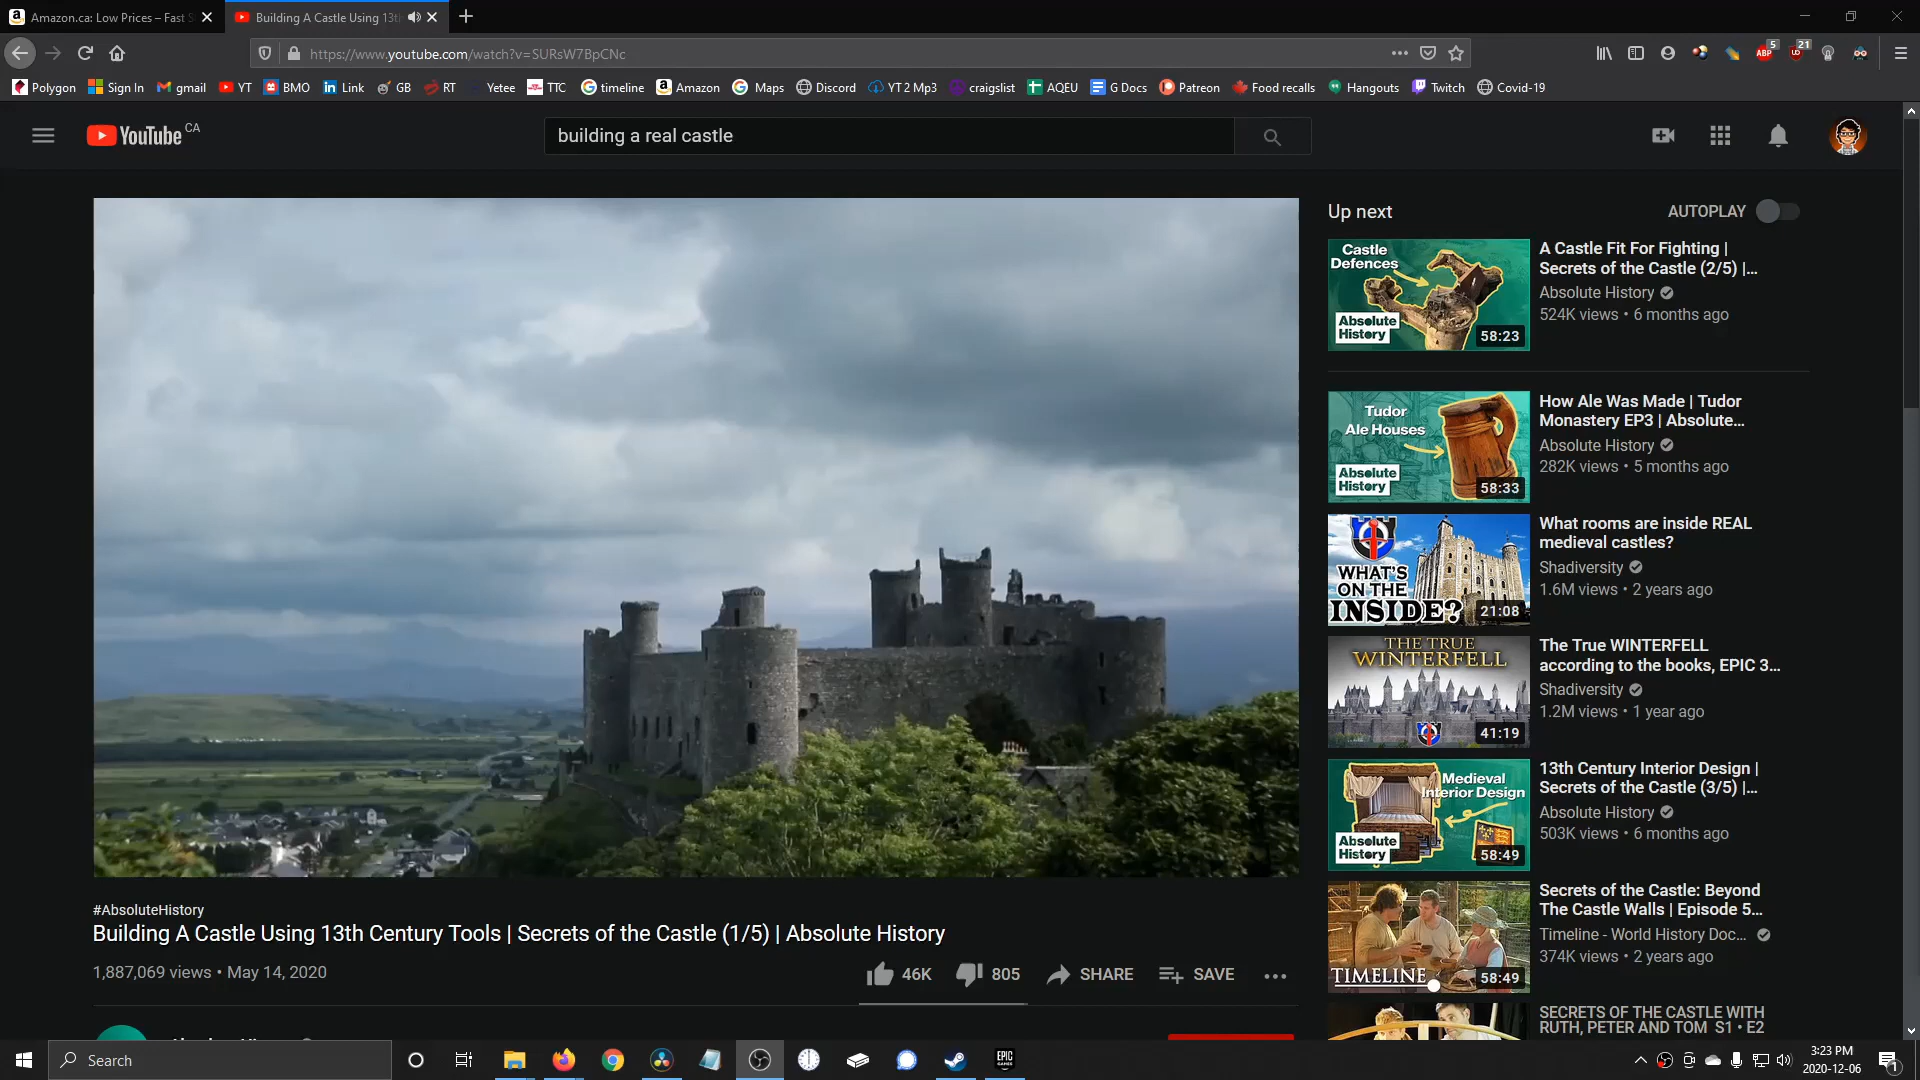 Amazon.ca: Low Prices – Fast S
Building A Castle Using 13th
https://www.youtube.com/watch?v=SURsW7BpCNc
5
21
Polygon
Sign In
gmail
YT
BMO
Link
GB
RT
Yetee
TTC
timeline
Amazon
Maps
Discord
YT 2 Mp3
craigslist
AQEU
G Docs
Patreon
Food recalls
Hangouts
Twitch
Covid-19
YouTube CA
building a real castle
Up next
AUTOPLAY
Castle
Defences
Absolute
History
58:23
A Castle Fit For Fighting |
Secrets of the Castle (2/5) |...
Absolute History
524K views • 6 months ago
Tudor
Ale Houses
Absolute
History
58:33
How Ale Was Made | Tudor
Monastery EP3 | Absolute...
Absolute History
282K views • 5 months ago
WHAT'S
ON THE
INSIDE?
21:08
What rooms are inside REAL
medieval castles?
Shadiversity
1.6M views • 2 years ago
THE TRUE
WINTERFELL
41:19
The True WINTERFELL
according to the books, EPIC 3...
Shadiversity
1.2M views • 1 year ago
Medieval
Interior Design
Absolute
History
58:49
13th Century Interior Design |
Secrets of the Castle (3/5) |...
Absolute History
503K views • 6 months ago
TIMELINE
58:49
Secrets of the Castle: Beyond
The Castle Walls | Episode 5...
Timeline - World History Doc...
374K views • 2 years ago
SECRETS OF THE CASTLE WITH
RUTH, PETER AND TOM S1 • E2
#AbsoluteHistory
Building A Castle Using 13th Century Tools | Secrets of the Castle (1/5) | Absolute History
1,887,069 views • May 14, 2020
46K
805
SHARE
SAVE
Search
EPIC
GAMES
3:23 PM
2020-12-06
1